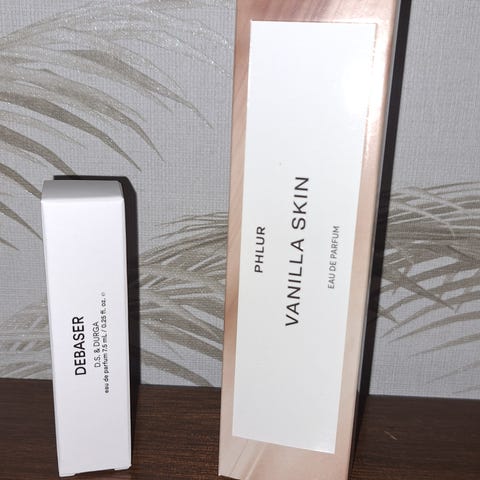 DEBASER
D.S. & DURGA
eau de parfum 7.5 mL / 0.25 fl. oz. e
PHLUR
VANILLA SKIN
EAU DE PARFUM